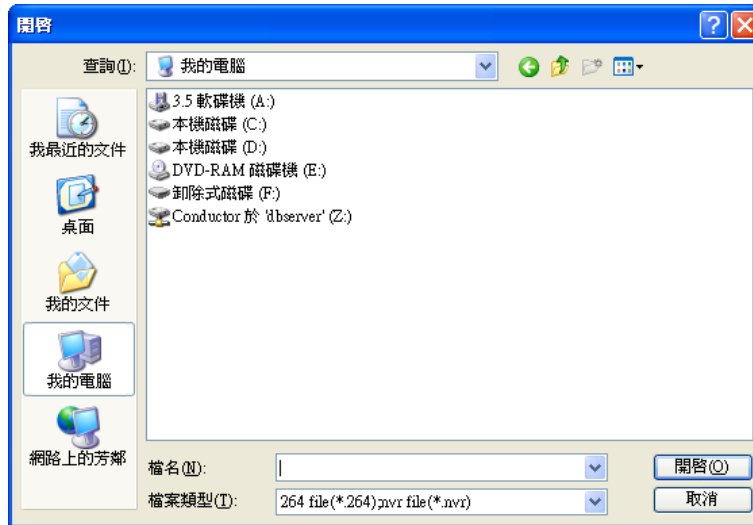 開啓
查詢(I):
我的電腦
3.5 軟碟機 (A:)
本機磁碟 (C:)
本機磁碟 (D:)
DVD-RAM 磁碟機 (E:)
卸除式磁碟 (F:)
Conductor 於 'dbserver' (Z:)
我最近的文件
桌面
我的文件
我的電腦
網路上的芳鄰
檔名(N):
開啓(O)
檔案類型(T):
264 file(*.264);nvr file(*.nvr)
取消